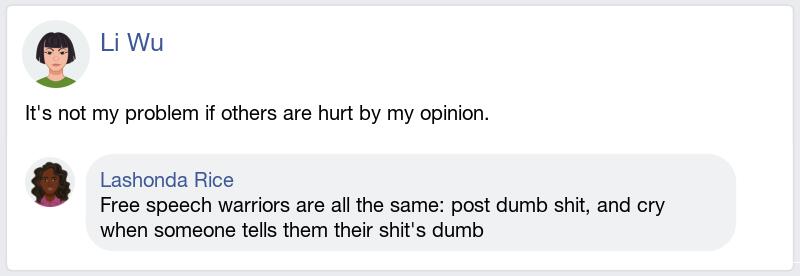 Li Wu
It's not my problem if others are hurt by my opinion.
Lashonda Rice
Free speech warriors are all the same: post dumb shit, and cry
when someone tells them their shit's dumb